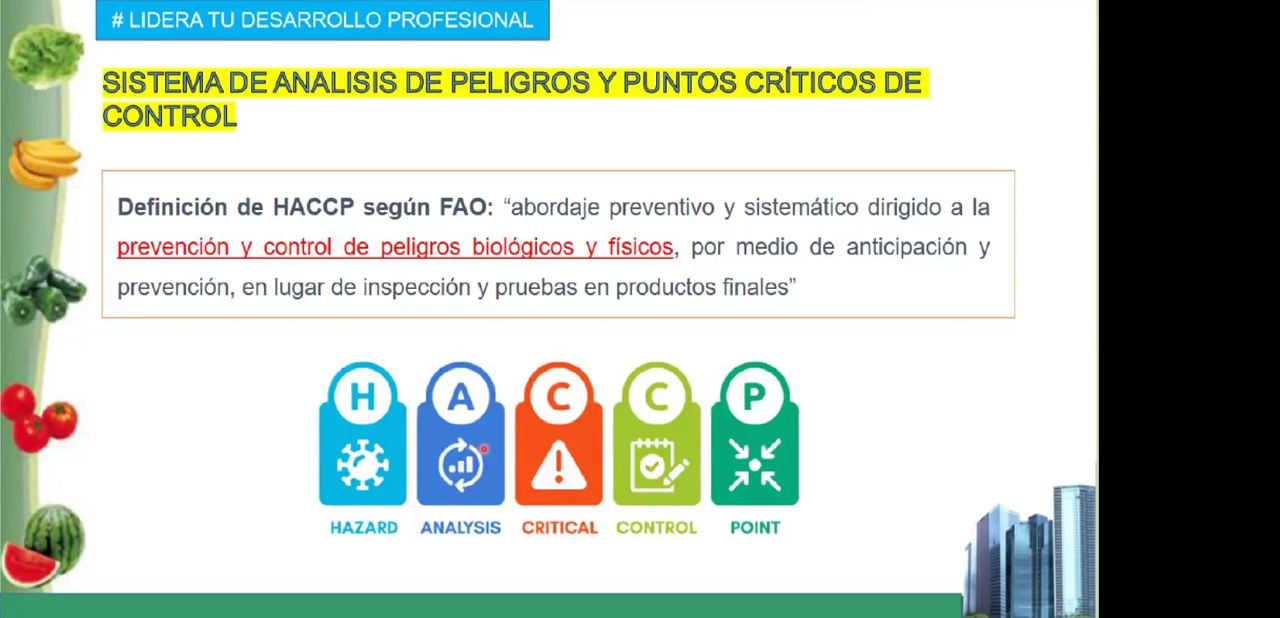 # LIDERA TU DESARROLLO PROFESIONAL
SISTEMA DE ANALISIS DE PELIGROS Y PUNTOS CRÍTICOS DE
CONTROL
Definición de HACCP según FAO: “abordaje preventivo y sistemático dirigido a la
prevención y control de peligros biológicos y físicos, por medio de anticipación y
prevención, en lugar de inspección y pruebas en productos finales”
H A C C P
HAZARD ANALYSIS CRITICAL CONTROL POINT